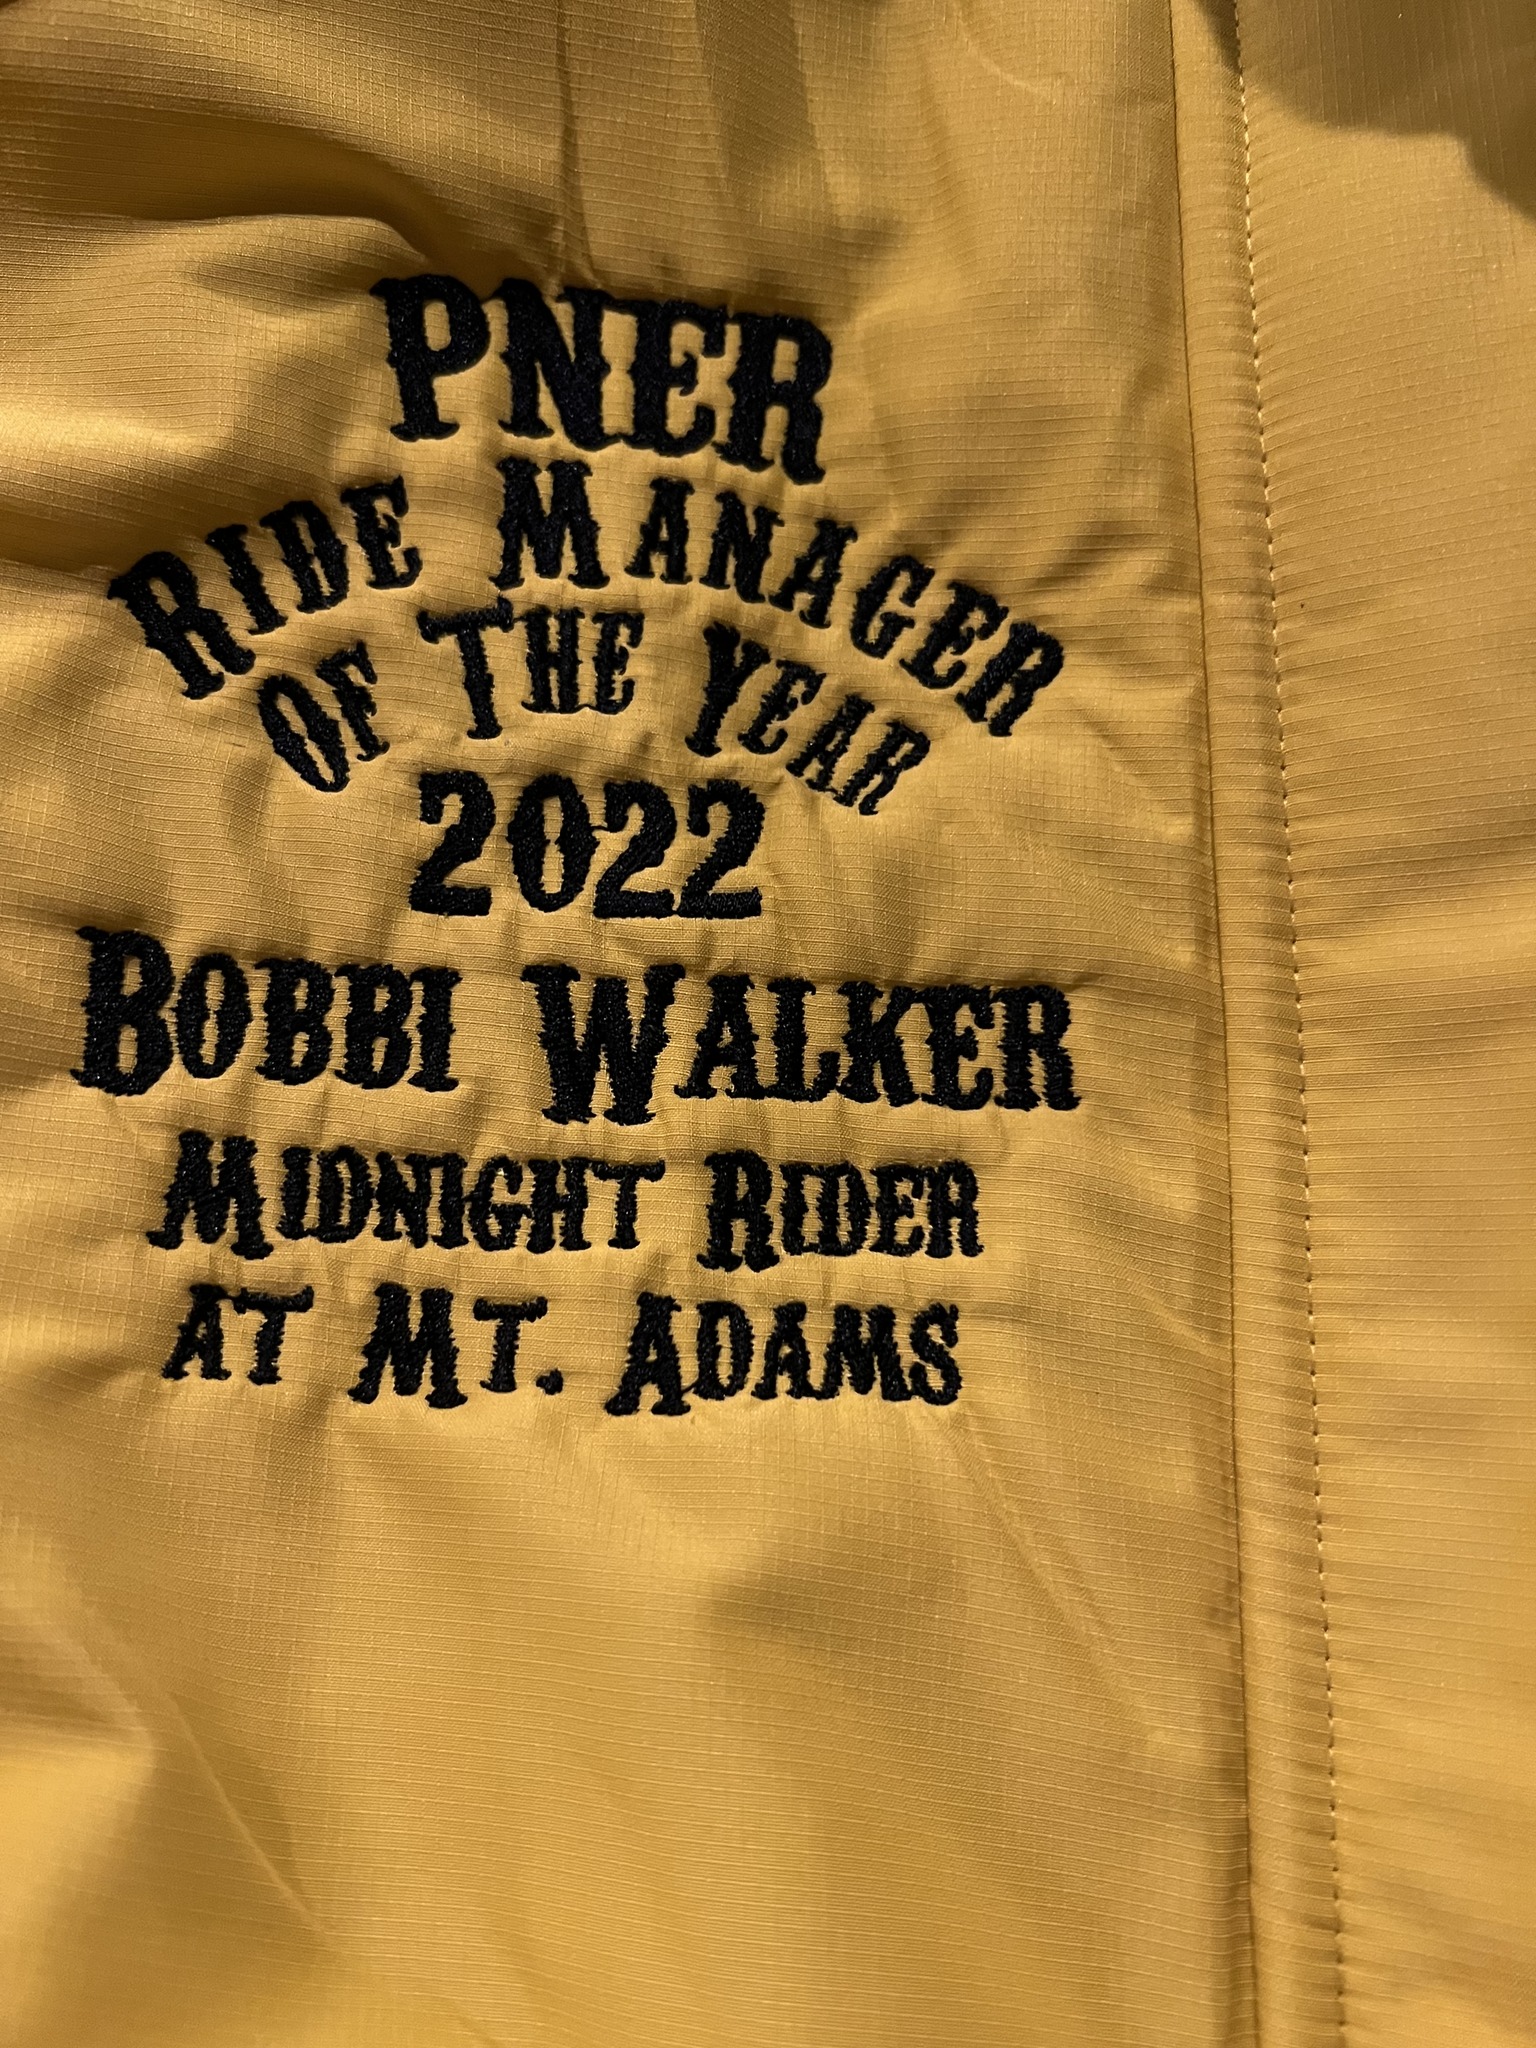 PNER
RIDE MANAGER
OF THE YEAR
2022
BOBBI WALKER
MIDNIGHT RIDER
AT MT. ADAMS